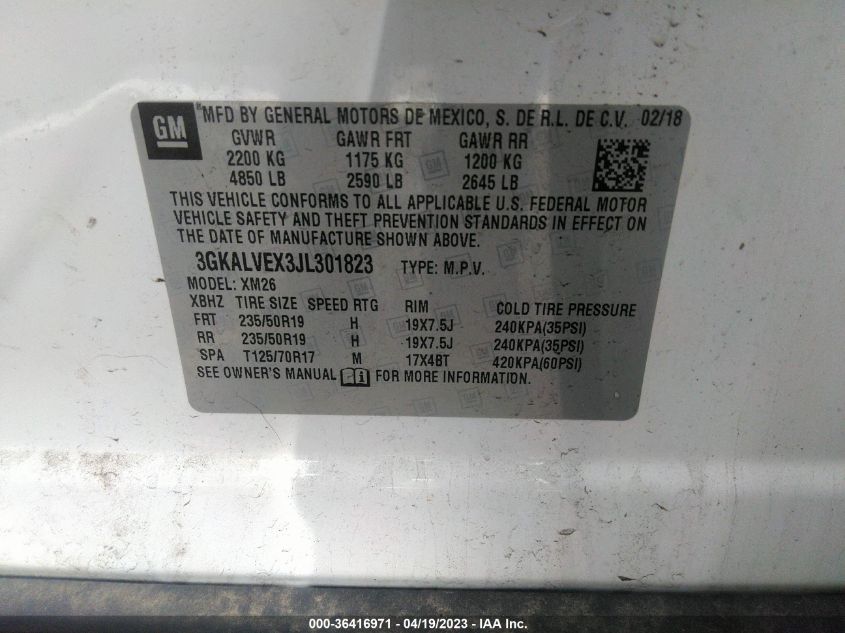 GM
MFD BY GENERAL MOTORS DE MEXICO, S. DE R.L. DE C.V. 02/18
GVWR GAWR FRT GAWR RR
2200 KG 1175 KG 1200 KG
4850 LB 2590 LB 2645 LB
THIS VEHICLE CONFORMS TO ALL APPLICABLE U.S. FEDERAL MOTOR
VEHICLE SAFETY AND THEFT PREVENTION STANDARDS IN EFFECT ON
THE DATE OF MANUFACTURE SHOWN ABOVE.
3GKALVEX3JL301823 TYPE: M.P.V.
MODEL: XM26
XBHZ TIRE SIZE SPEED RTG RIM COLD TIRE PRESSURE
FRT 235/50R19 H 19X7.5J 240KPA(35PSI)
RR 235/50R19 H 19X7.5J 240KPA(35PSI)
SPA T125/70R17 M 17X4BT 420KPA(60PSI)
SEE OWNER'S MANUAL FOR MORE INFORMATION.
000-36416971 - 04/19/2023 - IAA Inc.